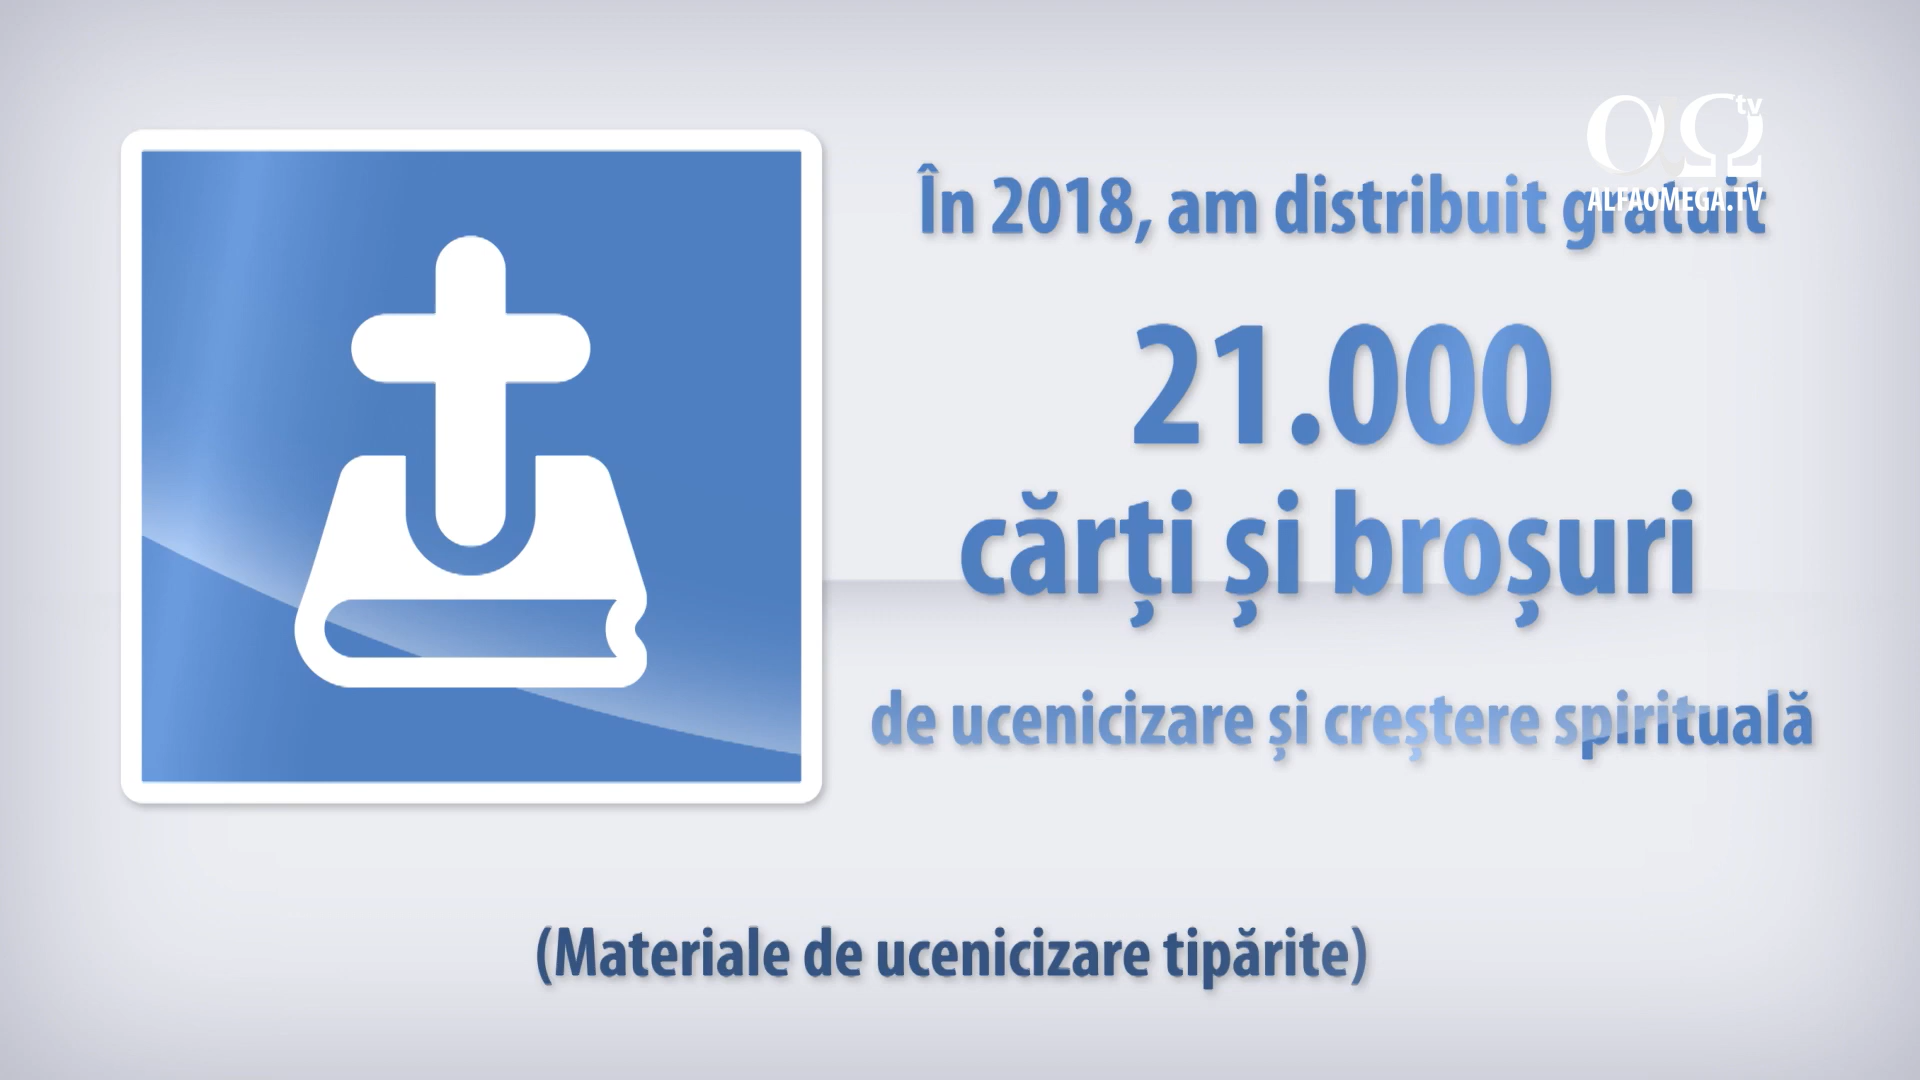 αΩ tv
ALFAOMEGA.TV
În 2018, am distribuit gratuit
21.000
cărți și broșuri
de ucenicizare și creștere spirituală
(Materiale de ucenicizare tipărite)